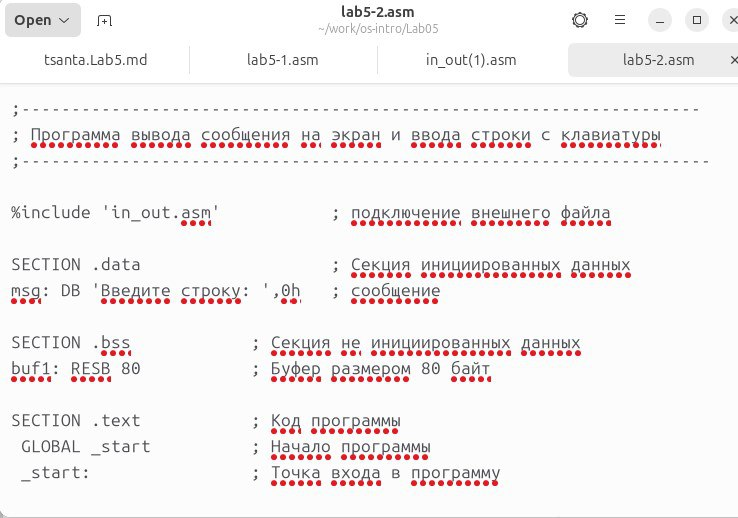 Open
lab5-2.asm
~/work/os-intro/Lab05
tsanta.Lab5.md lab5-1.asm in_out(1).asm lab5-2.asm
;--------------------------------------------------------------------
; Программа вывода сообщения на экран и ввода строки с клавиатуры
;---------------------------------------------------------------------
%include 'in_out.asm' ; подключение внешнего файла
SECTION .data ; Секция инициированных данных
msg: DB 'Введите строку: ',0h ; сообщение
SECTION .bss ; Секция не инициированных данных
buf1: RESB 80 ; Буфер размером 80 байт
SECTION .text ; Код программы
GLOBAL _start ; Начало программы
_start: ; Точка входа в программу